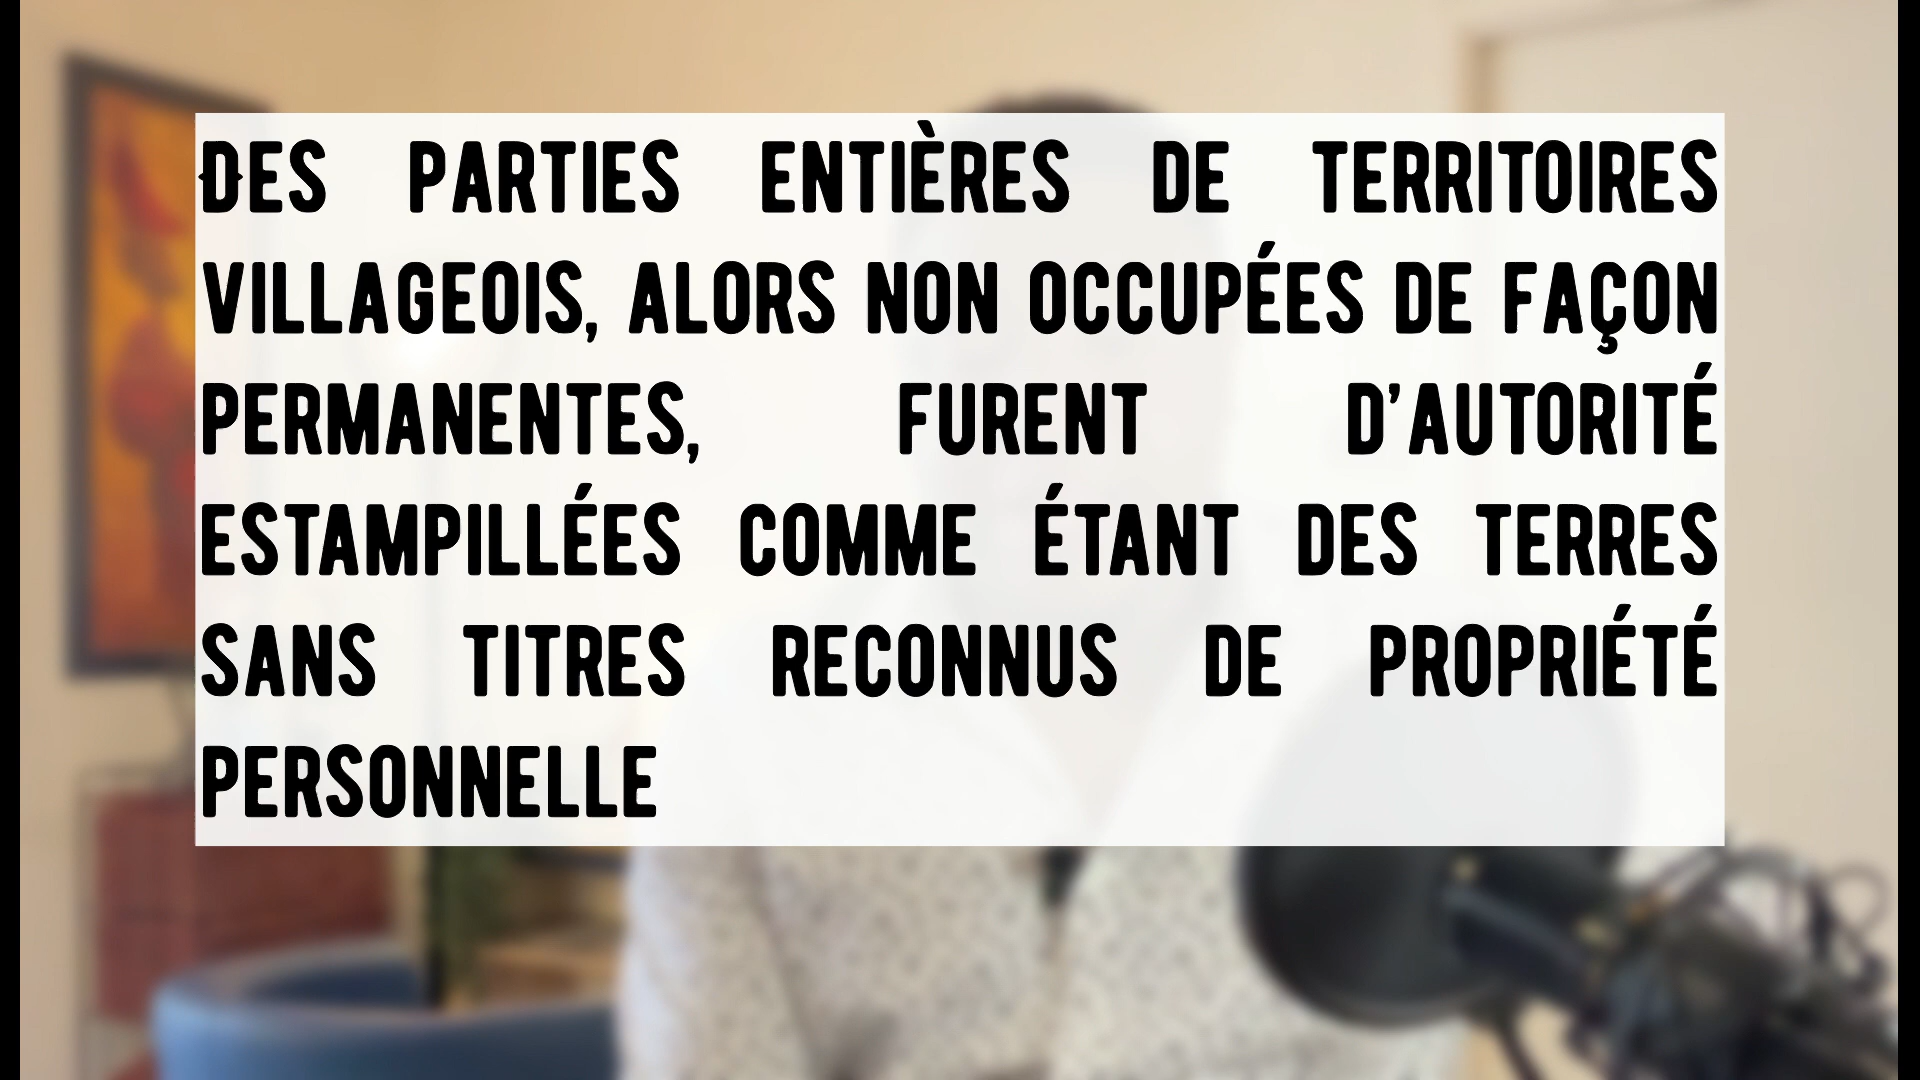 DES PARTIES ENTIÈRES DE TERRITOIRES
VILLAGEOIS, ALORS NON OCCUPÉES DE FAÇON
PERMANENTES, FURENT D'AUTORITÉ
ESTAMPILLÉES COMME ÉTANT DES TERRES
SANS TITRES RECONNUS DE PROPRIÉTÉ
PERSONNELLE